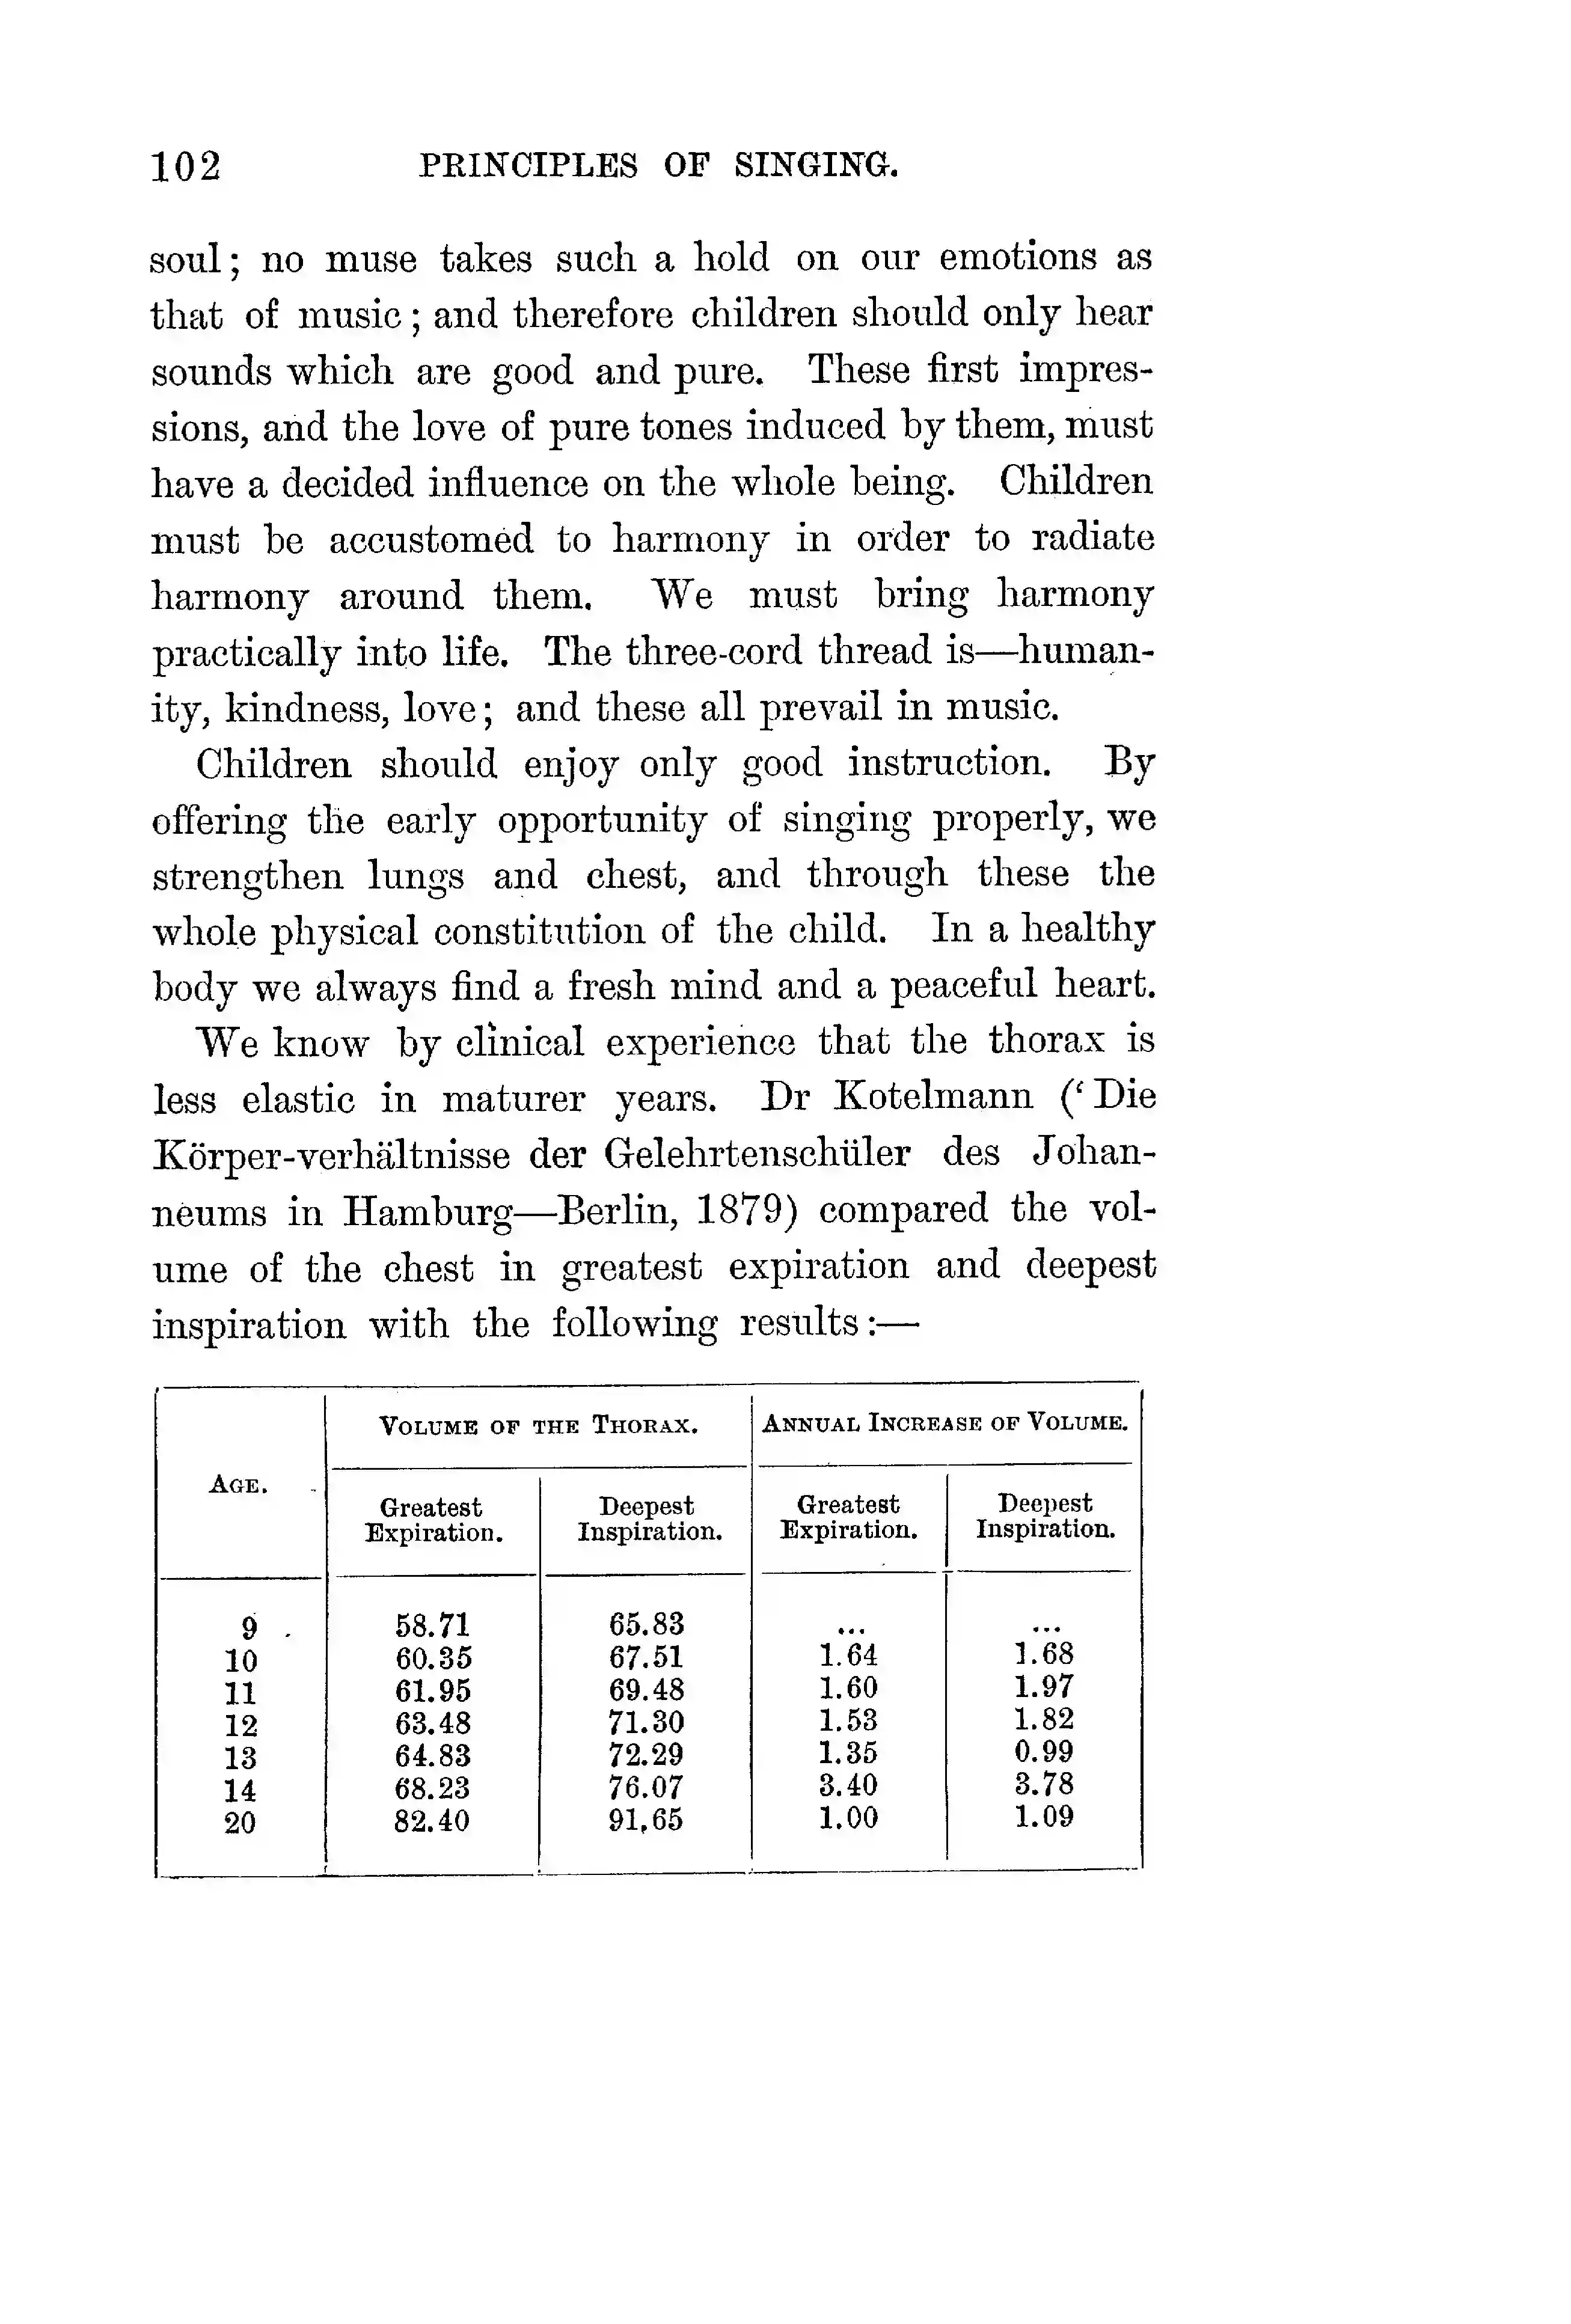 102 PRINCIPLES OF SINGING.
soul; no muse takes such a hold on our emotions as
that of music; and therefore children should only hear
sounds which are good and pure. These first impres-
sions, and the love of pure tones induced by them, must
have a decided influence on the whole being. Children
must be accustomed to harmony in order to radiate
harmony around them. We must bring harmony
practically into life. The three-cord thread is—human-
ity, kindness, love; and these all prevail in music.
Children should enjoy only good instruction. By
offering the early opportunity of singing properly, we
strengthen lungs and chest, and through these the
whole physical constitution of the child. In a healthy
body we always find a fresh mind and a peaceful heart.
We know by clinical experience that the thorax is
less elastic in maturer years. Dr Kotelmann (‘Die
Körper-verhältnisse der Gelehrtenschüler des Johan-
neums in Hamburg—Berlin, 1879) compared the vol-
ume of the chest in greatest expiration and deepest
inspiration with the following results:—
AGE. VOLUME OF THE THORAX. ANNUAL INCREASE OF VOLUME.
Greatest Deepest Greatest Deepest
Expiration. Inspiration. Expiration. Inspiration.
9 58.71 65.83 ... ...
10 60.35 67.51 1.64 1.68
11 61.95 69.48 1.60 1.97
12 63.48 71.30 1.53 1.82
13 64.83 72.29 1.35 0.99
14 68.23 76.07 3.40 3.78
20 82.40 91.65 1.00 1.09